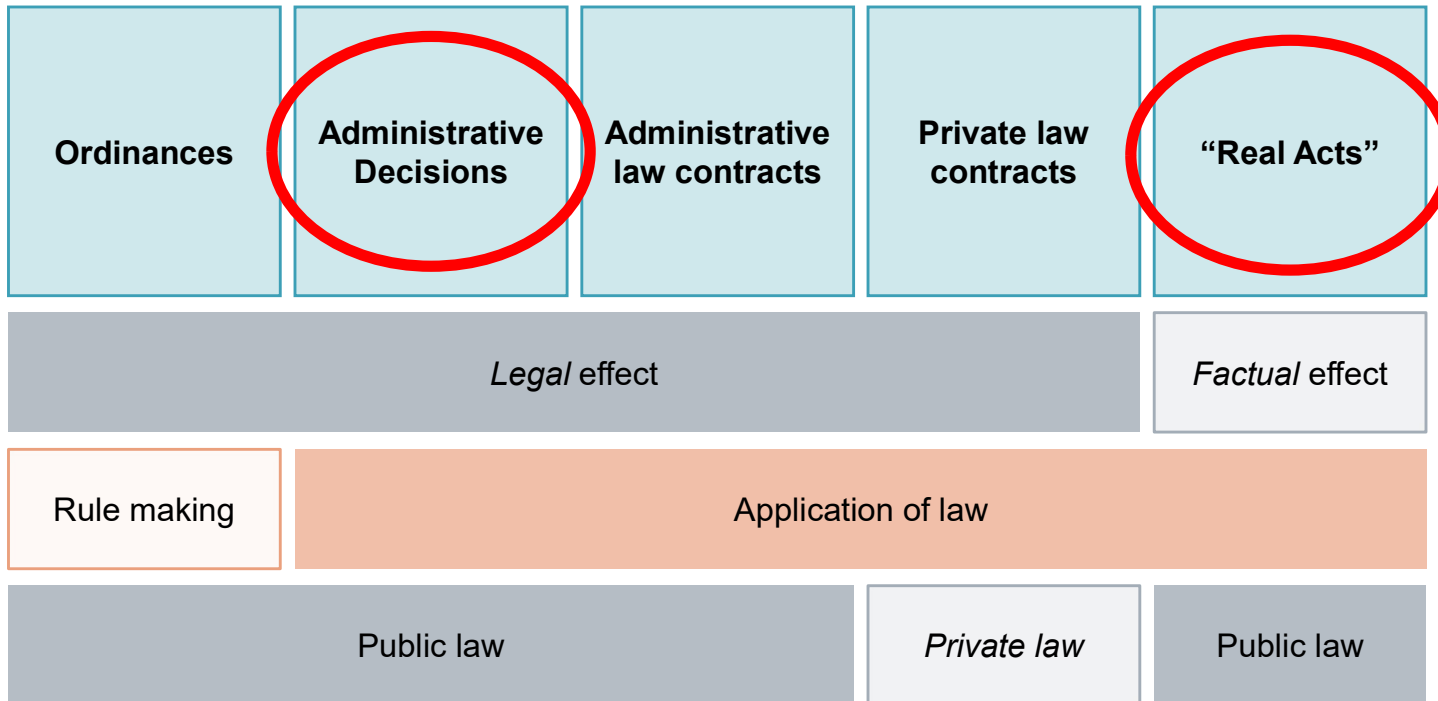 Ordinances
Administrative
Decisions
Administrative
law contracts
Private law
contracts
“Real Acts”
Legal effect
Factual effect
Rule making
Application of law
Public law
Private law
Public law